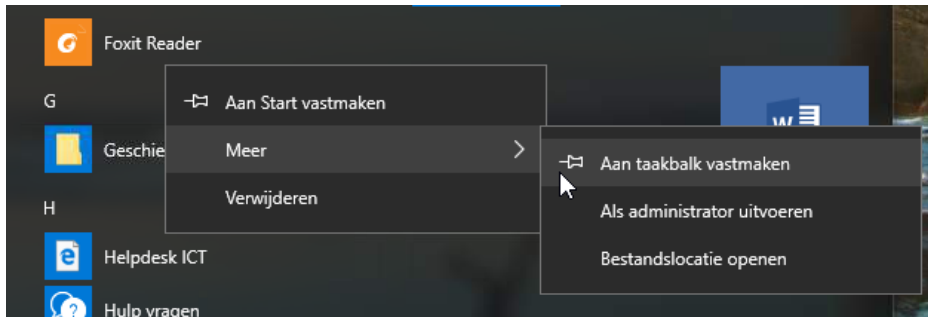 Foxit Reader
G
Aan Start vastmaken
Geschie
Meer
Aan taakbalk vastmaken
Verwijderen
Als administrator uitvoeren
H
Helpdesk ICT
Bestandslocatie openen
Hulp vragen
W